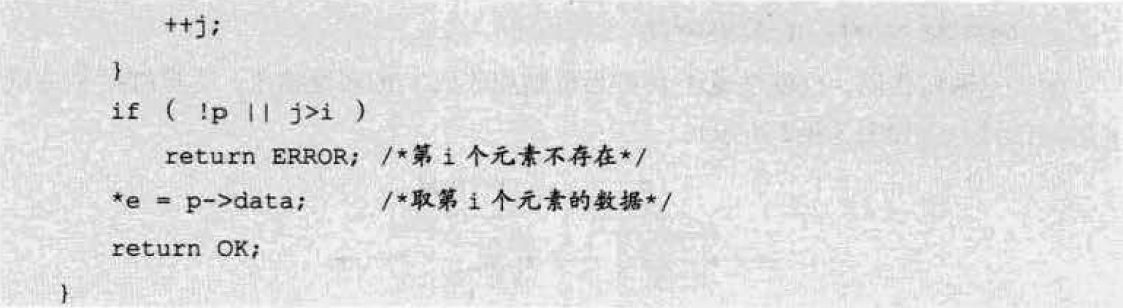 ++j;
}
if ( !p || j>i )
return ERROR; /*第 i 个元素不存在*/
*e = p->data; /*取第 i 个元素的数据*/
return OK;
}